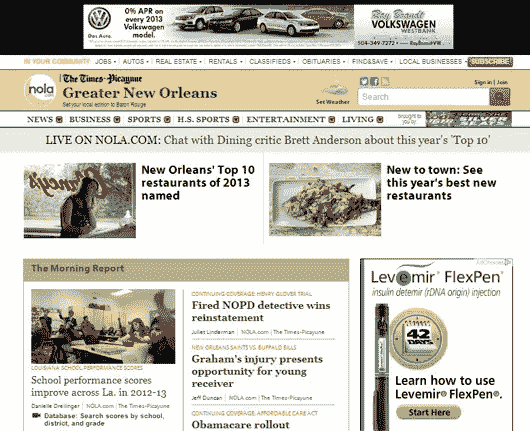 0% APR on
every 2013
Volkswagen
model.
Das Auto.
Ray Brandt
VOLKSWAGEN
WESTBANK
504-349-7272
IN YOUR COMMUNITY JOBS AUTOS REAL ESTATE RENTALS CLASSIFIEDS OBITUARIES FIND&SAVE LOCAL BUSINESSES SUBSCRIBE
nola
.com
The Times-Picayune
Greater New Orleans
Set your local edition to Baton Rouge
Set Weather
Sign in | Join
Search
NEWS BUSINESS SPORTS H.S. SPORTS ENTERTAINMENT LIVING
brought
to you
by:
LIVE ON NOLA.COM: Chat with Dining critic Brett Anderson about this year's 'Top 10'
New Orleans' Top 10
restaurants of 2013
named
New to town: See
this year's best new
restaurants
The Morning Report
LOUISIANA SCHOOL PERFORMANCE SCORES
School performance scores
improve across La. in 2012-13
Danielle Dreilinger | NOLA.com | The Times-Picayune
Database: Search scores by school,
district, and grade
CONTINUING COVERAGE: HENRY GLOVER TRIAL
Fired NOPD detective wins
reinstatement
Juliet Linderman | NOLA.com | The Times-Picayune
NEW ORLEANS SAINTS VS. BUFFALO BILLS
Graham's injury presents
opportunity for young
receiver
Jeff Duncan | NOLA.com | The Times-Picayune
CONTINUING COVERAGE: AFFORDABLE CARE ACT
Obamacare rollout
AdChoices
Levemir® FlexPen®
insulin detemir (rDNA origin) injection
42
DAYS
Learn how to use
Levemir® FlexPen®.
Start Here